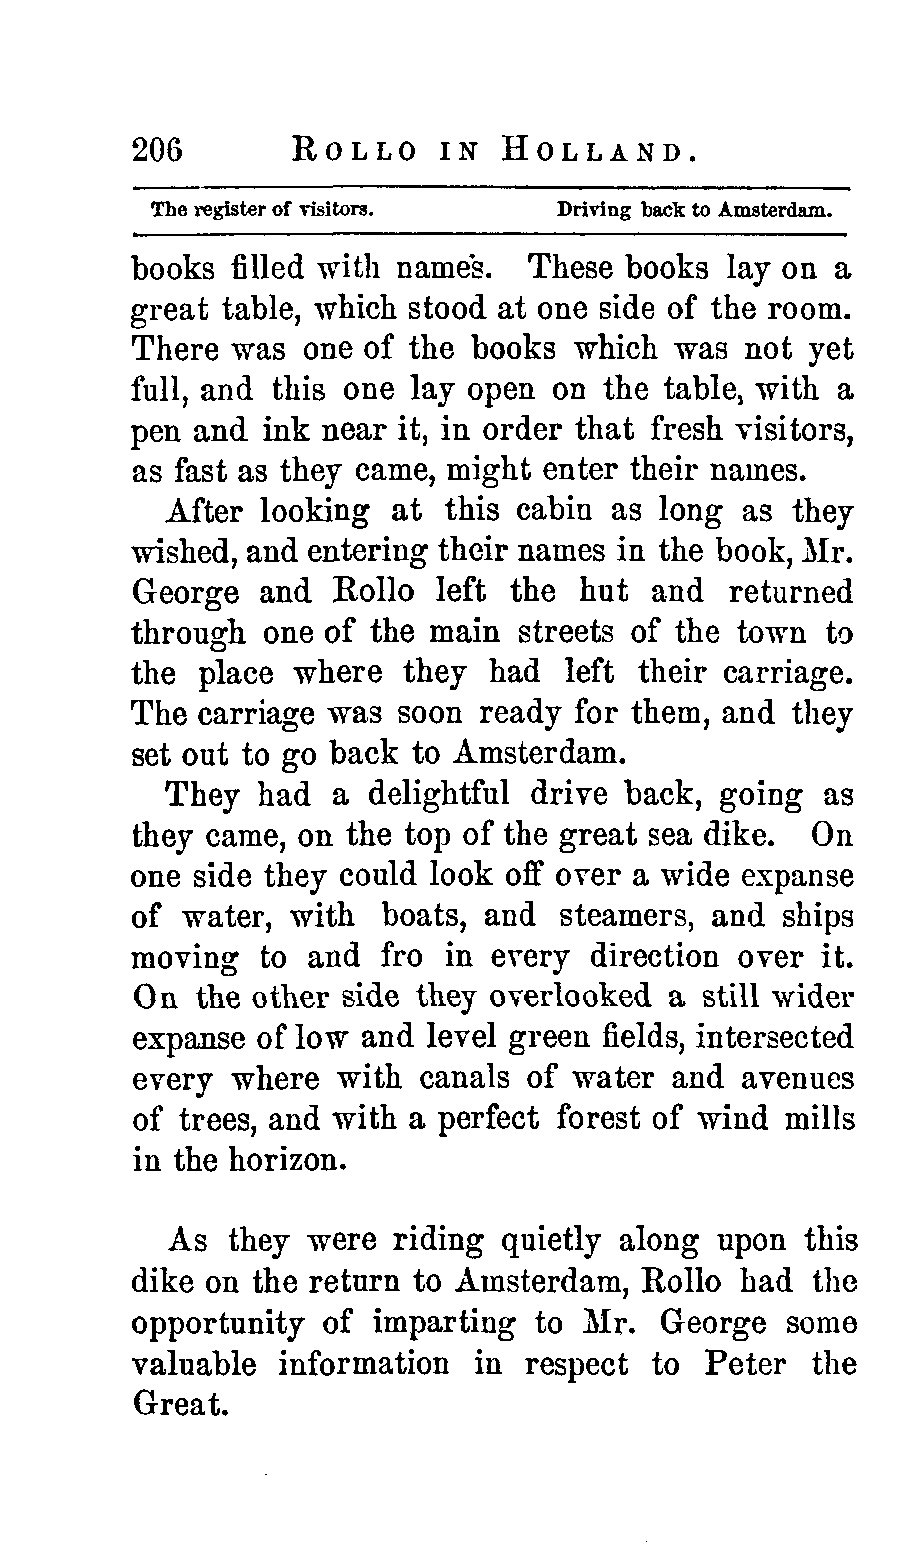 206 ROLLO IN HOLLAND.
The register of visitors. Driving back to Amsterdam.
books filled with names. These books lay on a
great table, which stood at one side of the room.
There was one of the books which was not yet
full, and this one lay open on the table, with a
pen and ink near it, in order that fresh visitors,
as fast as they came, might enter their names.
After looking at this cabin as long as they
wished, and entering their names in the book, Mr.
George and Rollo left the hut and returned
through one of the main streets of the town to
the place where they had left their carriage.
The carriage was soon ready for them, and they
set out to go back to Amsterdam.
They had a delightful drive back, going as
they came, on the top of the great sea dike. On
one side they could look off over a wide expanse
of water, with boats, and steamers, and ships
moving to and fro in every direction over it.
On the other side they overlooked a still wider
expanse of low and level green fields, intersected
every where with canals of water and avenues
of trees, and with a perfect forest of wind mills
in the horizon.
As they were riding quietly along upon this
dike on the return to Amsterdam, Rollo had the
opportunity of imparting to Mr. George some
valuable information in respect to Peter the
Great.